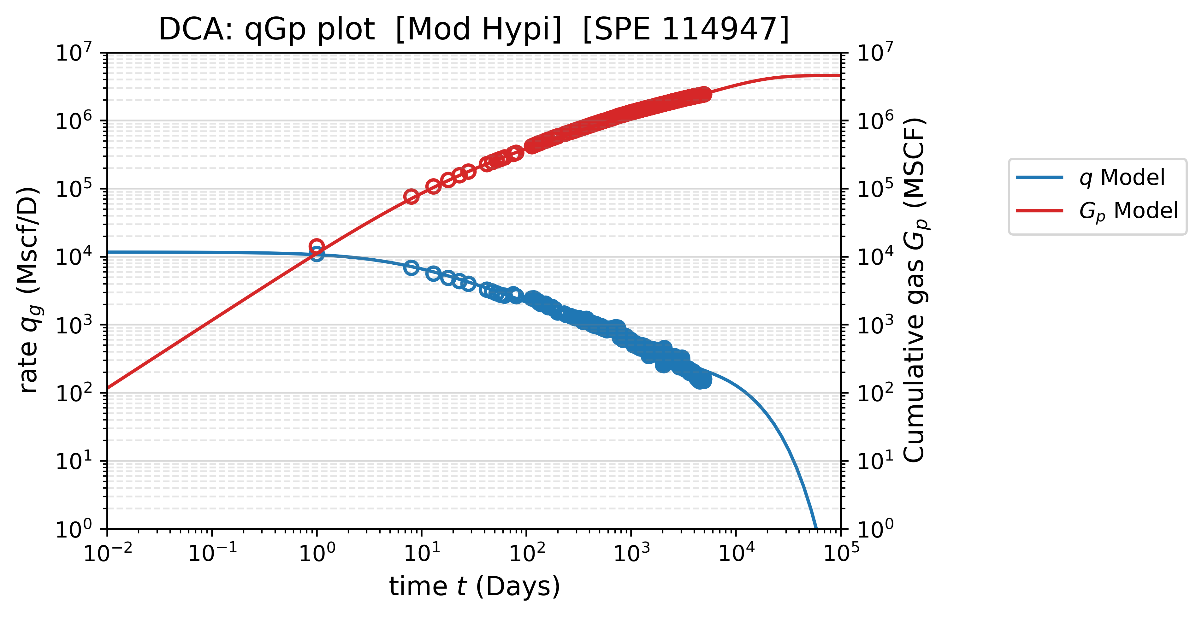 DCA: qGp plot [Mod Hypi] [SPE 114947]
rate q_g (Mscf/D)
10^7
10^6
10^5
10^4
10^3
10^2
10^1
10^0
10^7
10^6
10^5
10^4
10^3
10^2
10^1
10^0
Cumulative gas G_p (MSCF)
10^-2 10^-1 10^0 10^1 10^2 10^3 10^4 10^5
time t (Days)
q Model
G_p Model